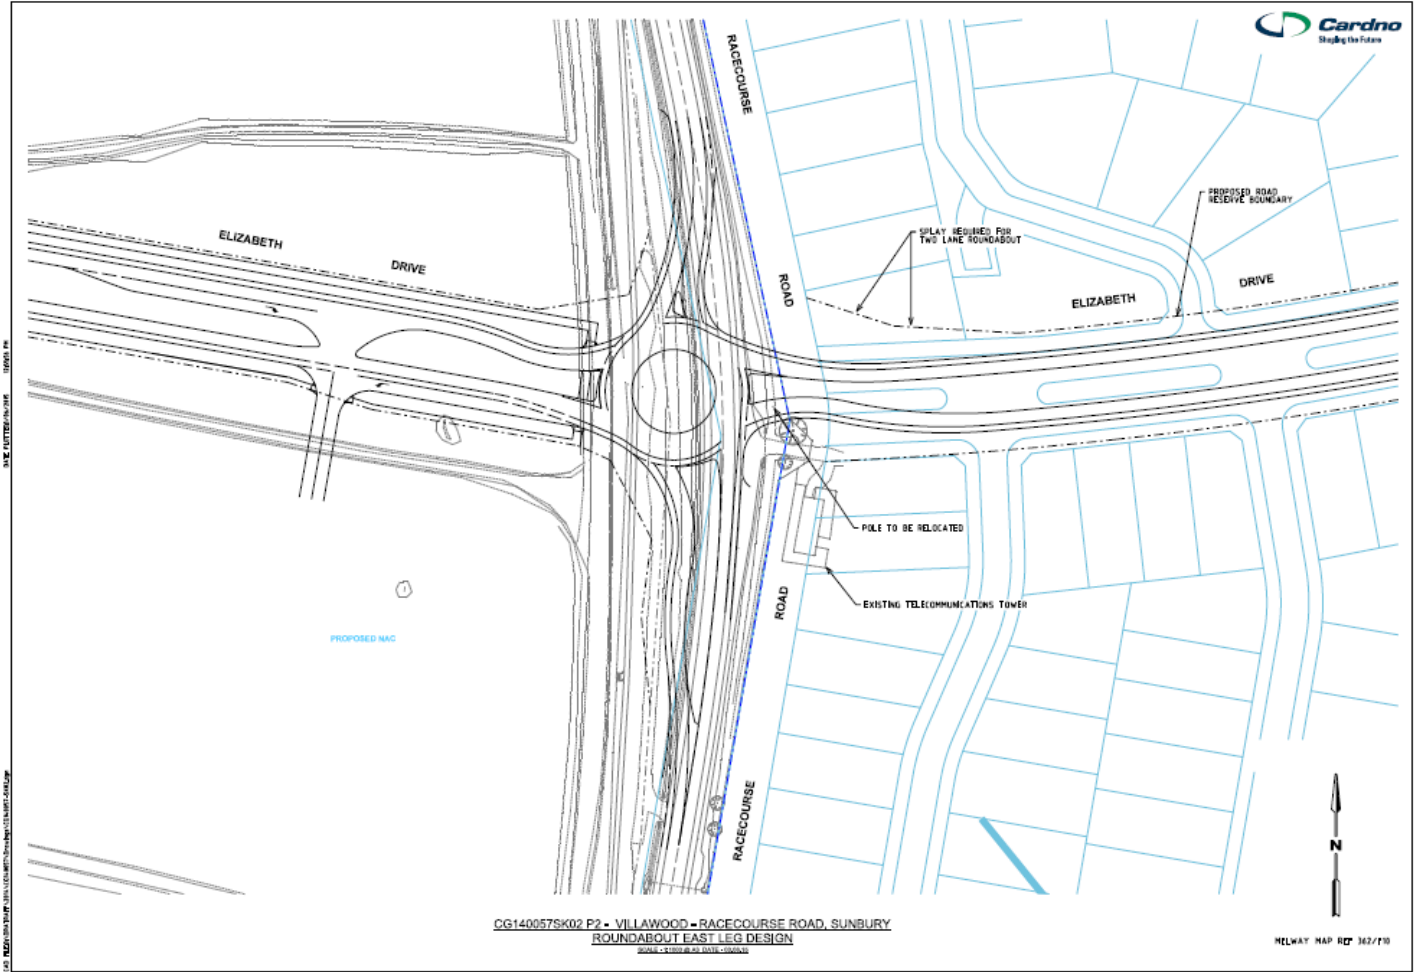 Cardno
Shaping the Future
RACECOURSE
ROAD
ELIZABETH
DRIVE
SPLAY REQUIRED FOR
TWO LANE ROUNDABOUT
PROPOSED ROAD
RESERVE BOUNDARY
ELIZABETH
DRIVE
POLE TO BE RELOCATED
EXISTING TELECOMMUNICATIONS TOWER
ROAD
RACECOURSE
PROPOSED NAC
N
CG140057SK02 P2 - VILLAWOOD - RACECOURSE ROAD, SUNBURY
ROUNDABOUT EAST LEG DESIGN
MELWAY MAP REF 362/F10